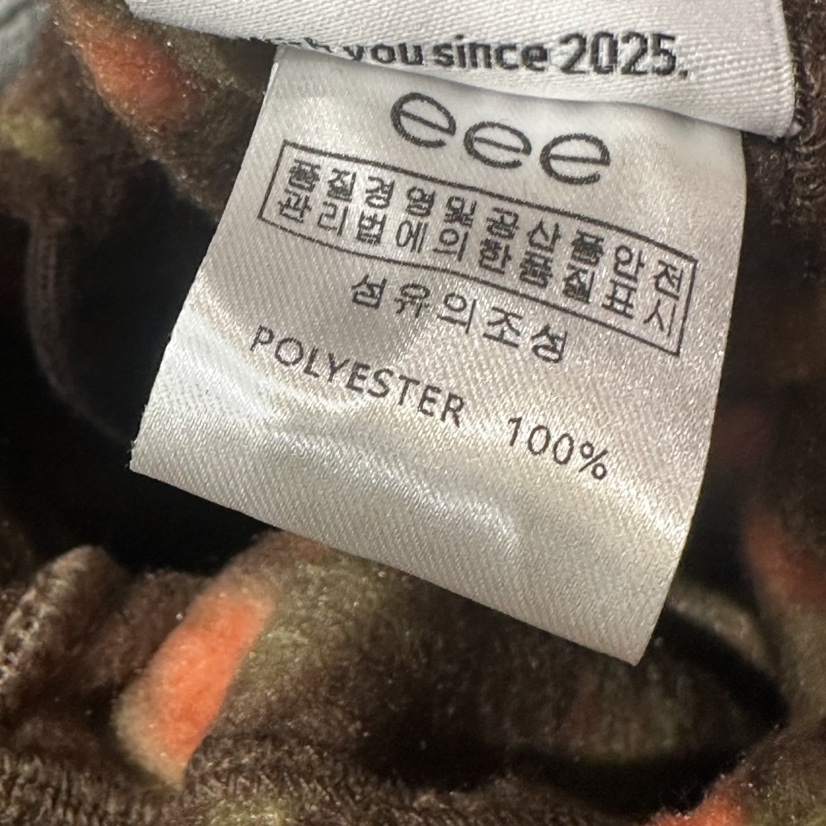 you since 2025.
eee
품질경영및공산품안전
관리법에의한품질표시
섬유의조성
POLYESTER 100%